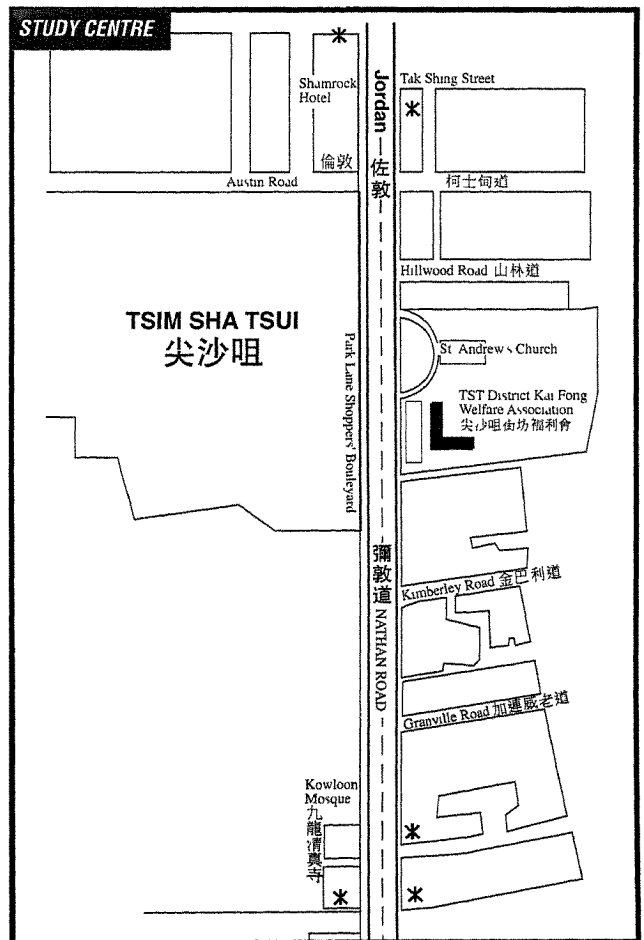 STUDY CENTRE
Shamrock
Hotel
倫敦
Austin Road
Jordan — 佐敦
Tak Shing Street
柯士甸道
Hillwood Road 山林道
TSIM SHA TSUI
尖沙咀
Park Lane Shoppers' Boulevard
St Andrew's Church
TST District Kai Fong
Welfare Association
尖沙咀街坊福利會
彌敦道 NATHAN ROAD
Kimberley Road 金巴利道
Granville Road 加連威老道
Kowloon
Mosque
九龍清真寺